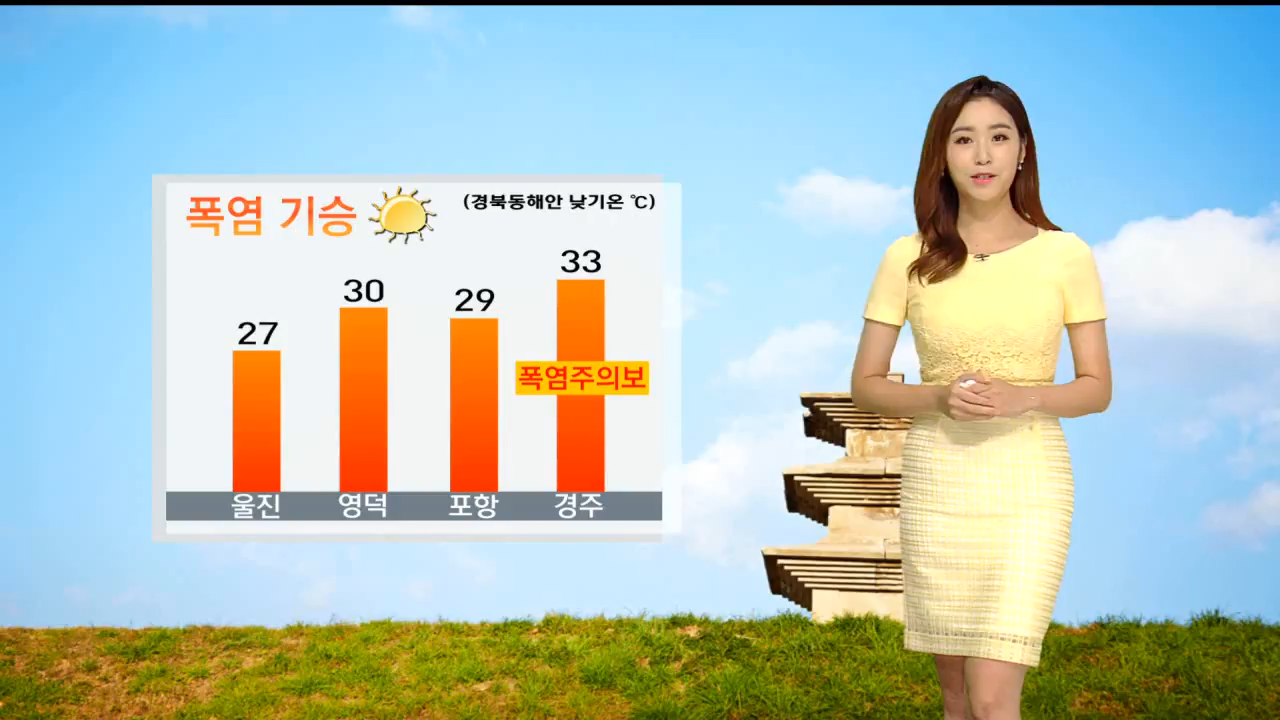 폭염 기승
(경북동해안 낮기온 ℃)
27
30
29
33
폭염주의보
울진 영덕 포항 경주